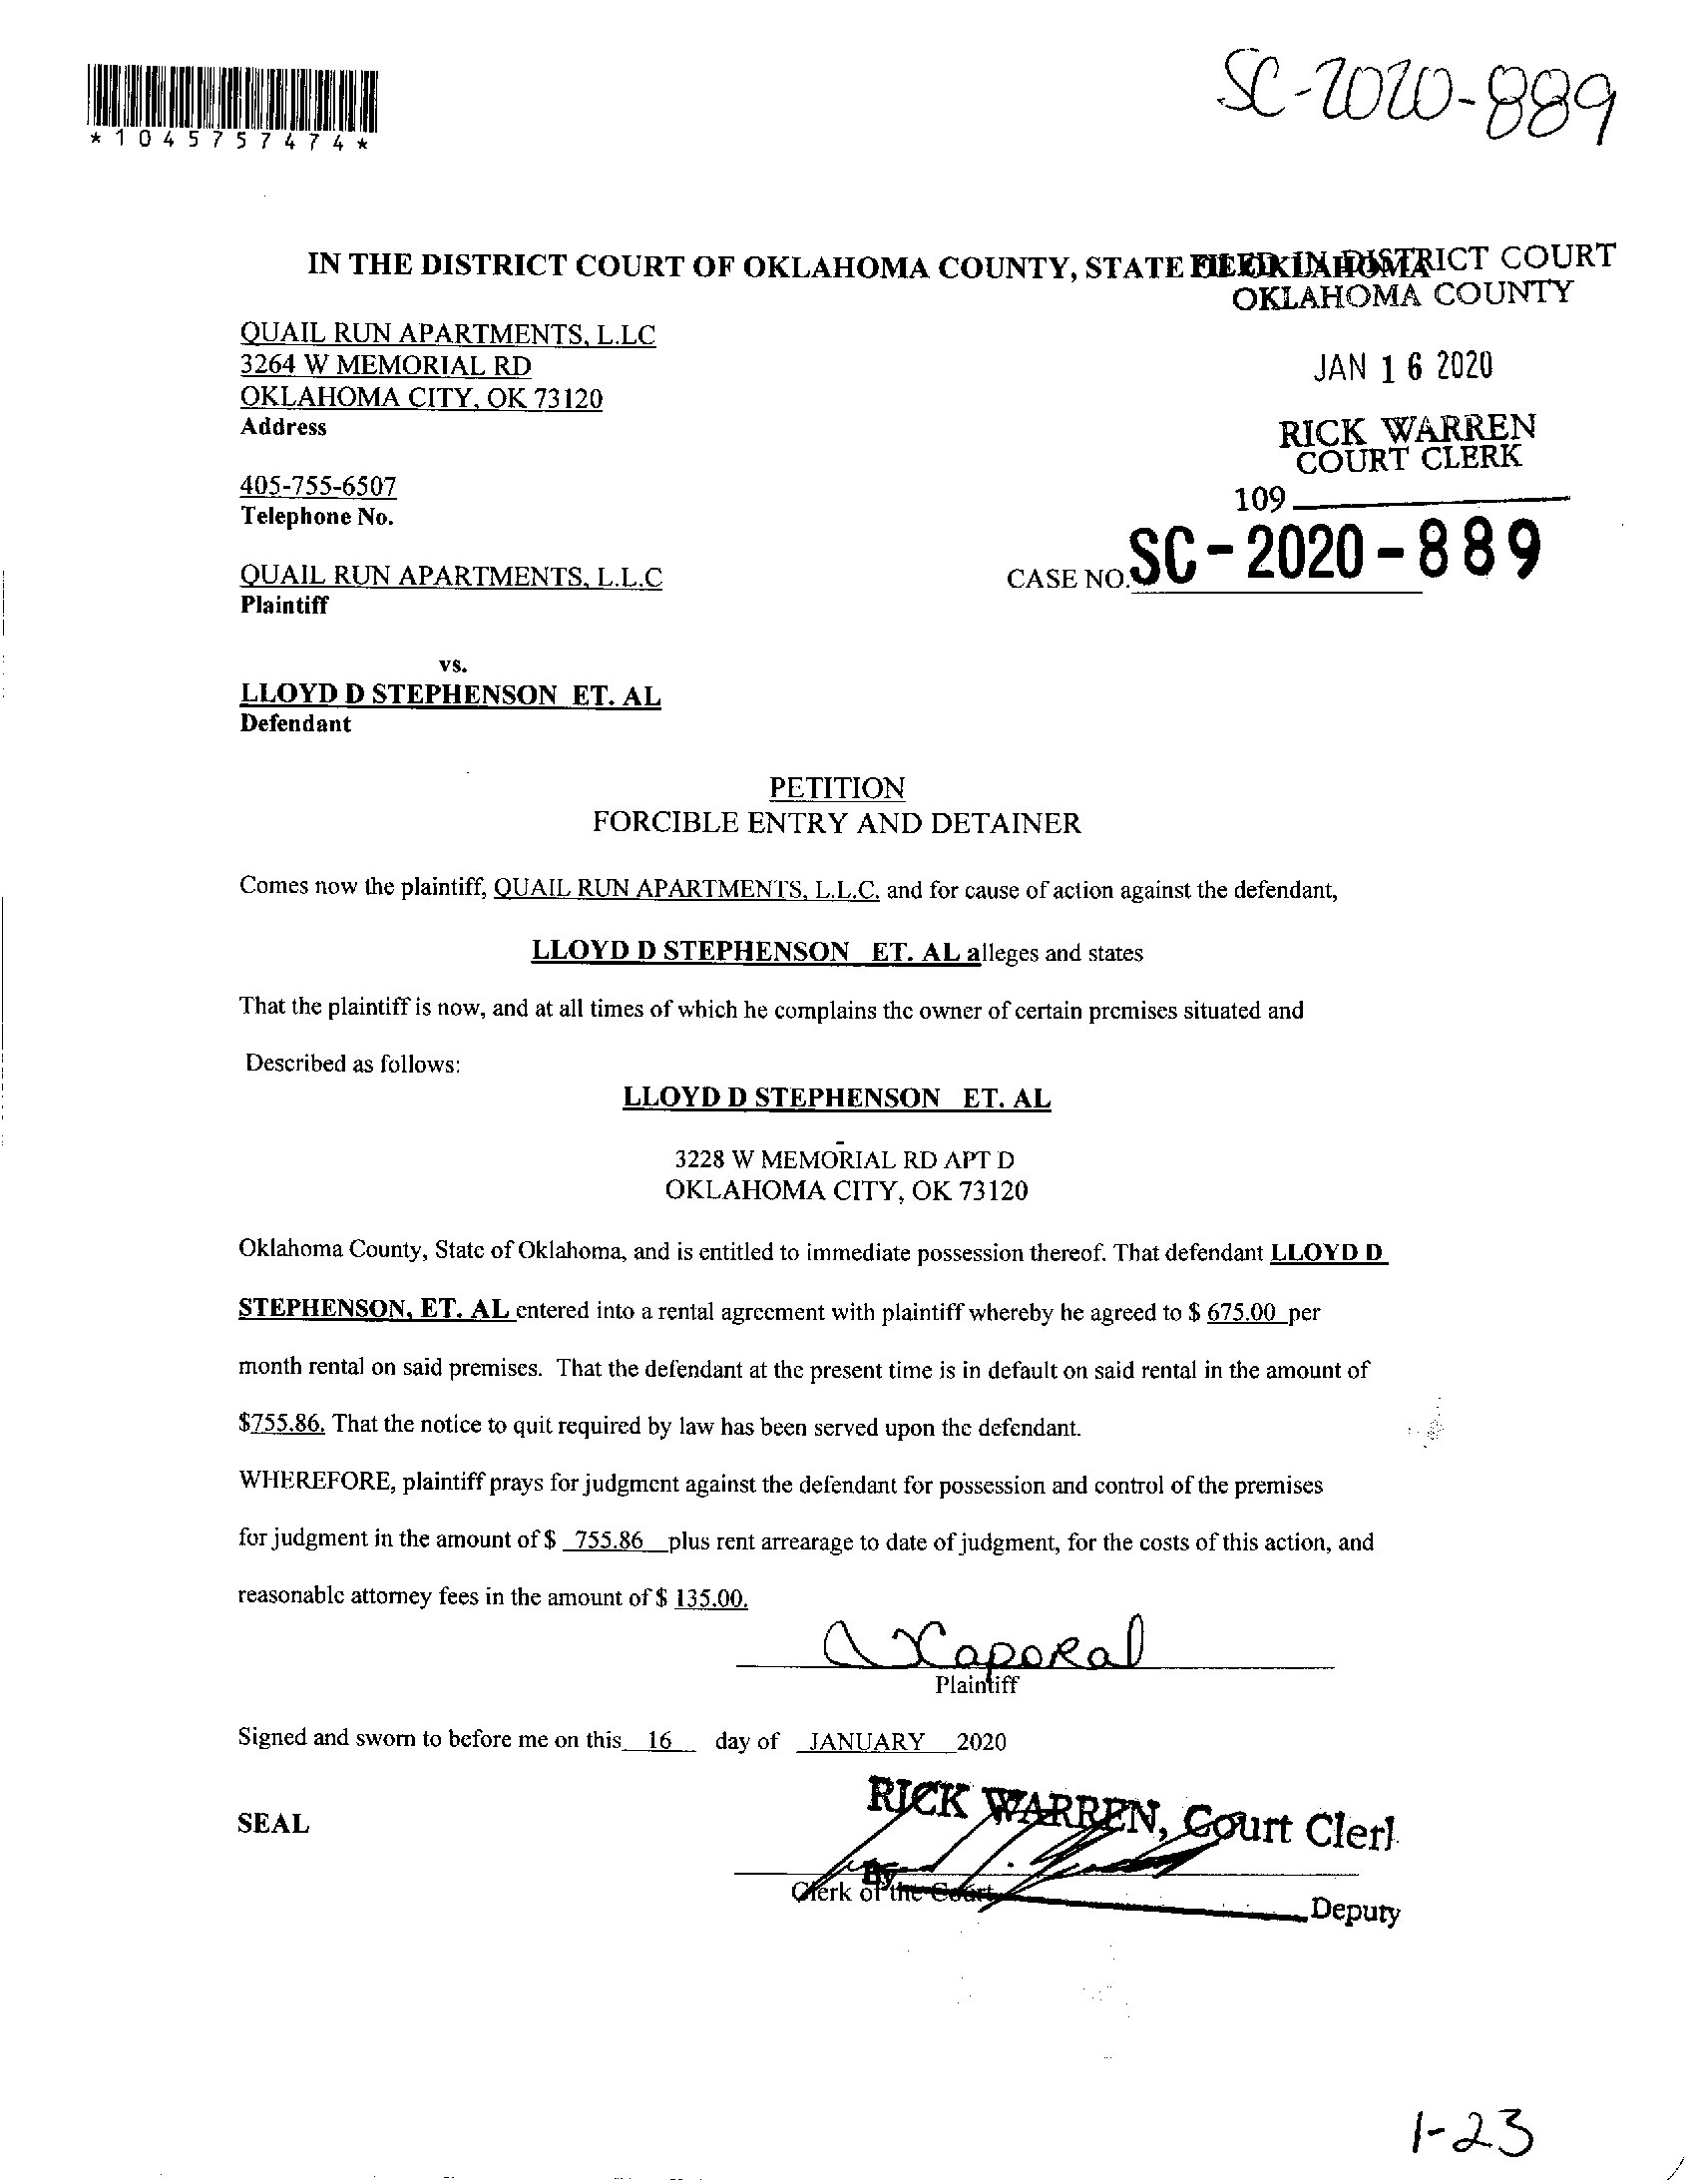 SC-2020-889
*1045757474*
IN THE DISTRICT COURT OF OKLAHOMA COUNTY, STATE OF OKLAHOMA
FILED IN DISTRICT COURT
OKLAHOMA COUNTY
QUAIL RUN APARTMENTS, L.LC
3264 W MEMORIAL RD
OKLAHOMA CITY, OK 73120
Address
JAN 16 2020
RICK WARREN
COURT CLERK
405-755-6507
Telephone No.
109
QUAIL RUN APARTMENTS, L.L.C
Plaintiff
CASE NO. SC-2020-889
vs.
LLOYD D STEPHENSON ET. AL
Defendant
PETITION
FORCIBLE ENTRY AND DETAINER
Comes now the plaintiff, QUAIL RUN APARTMENTS, L.L.C. and for cause of action against the defendant,
LLOYD D STEPHENSON ET. AL alleges and states
That the plaintiff is now, and at all times of which he complains the owner of certain premises situated and
Described as follows:
LLOYD D STEPHENSON ET. AL
3228 W MEMORIAL RD APT D
OKLAHOMA CITY, OK 73120
Oklahoma County, State of Oklahoma, and is entitled to immediate possession thereof. That defendant LLOYD D
STEPHENSON, ET. AL entered into a rental agreement with plaintiff whereby he agreed to $ 675.00 per
month rental on said premises. That the defendant at the present time is in default on said rental in the amount of
$755.86. That the notice to quit required by law has been served upon the defendant.
WHEREFORE, plaintiff prays for judgment against the defendant for possession and control of the premises
for judgment in the amount of $ 755.86 plus rent arrearage to date of judgment, for the costs of this action, and
reasonable attorney fees in the amount of $ 135.00.
Caporal
Plaintiff
Signed and sworn to before me on this 16 day of JANUARY 2020
RICK WARREN, Court Clerk
SEAL
By
Clerk of the Court
Deputy
1-23